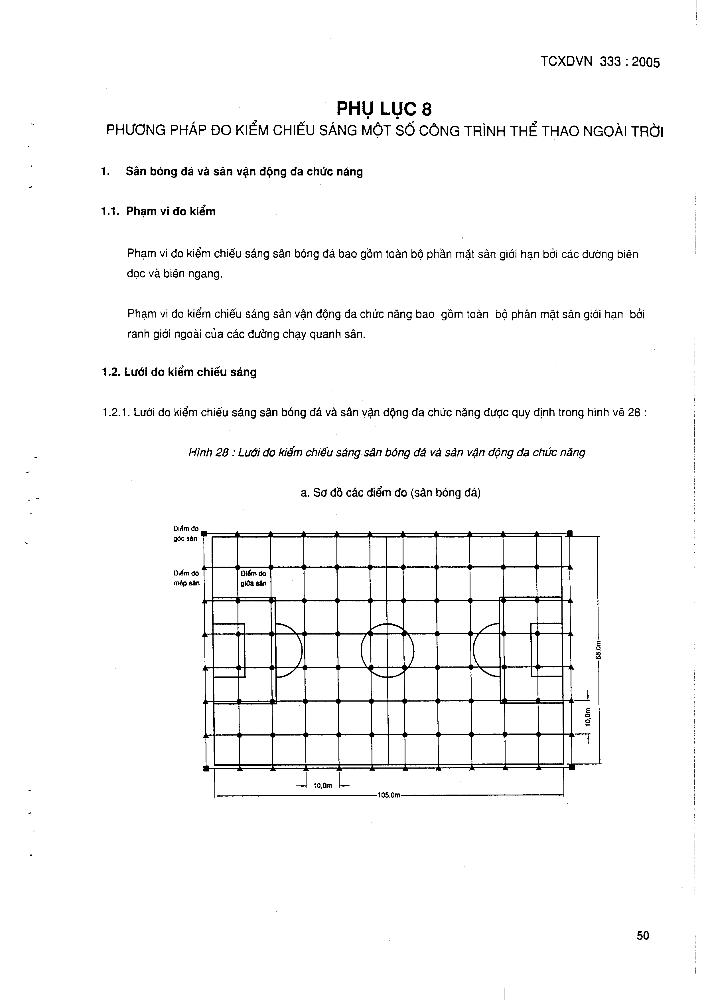 TCXDVN 333 : 2005
PHỤ LỤC 8
PHƯƠNG PHÁP ĐO KIỂM CHIẾU SÁNG MỘT SỐ CÔNG TRÌNH THỂ THAO NGOÀI TRỜI
1. Sân bóng đá và sân vận động đa chức năng
1.1. Phạm vi đo kiểm
Phạm vi đo kiểm chiếu sáng sân bóng đá bao gồm toàn bộ phần mặt sân giới hạn bởi các đường biên
dọc và biên ngang.
Phạm vi đo kiểm chiếu sáng sân vận động đa chức năng bao gồm toàn bộ phần mặt sân giới hạn bởi
ranh giới ngoài của các đường chạy quanh sân.
1.2. Lưới đo kiểm chiếu sáng
1.2.1. Lưới đo kiểm chiếu sáng sân bóng đá và sân vận động đa chức năng được quy định trong hình vẽ 28 :
Hình 28 : Lưới đo kiểm chiếu sáng sân bóng đá và sân vận động đa chức năng
a. Sơ đồ các điểm đo (sân bóng đá)
Điểm đo
góc sân
Điểm đo
mép sân
Điểm đo
giữa sân
68,0m
10,0m
10,0m
105,0m
50